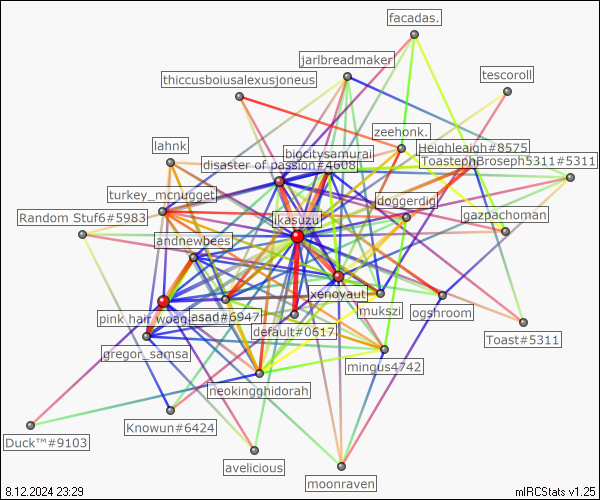 facadas.
jarlbreadmaker
thiccusboiusalexusjoneus
tescoroll
zeehonk.
lahnk
Heighleaigh#8575
bigcitysamurai
disaster of passion#4608
ToastephBroseph5311#5311
turkey_mcnugget
doggerdig
Random Stuf6#5983
ikasuzu
gazpachoman
andnewbees
xenoyaut
mukszi
ogshroom
pink hair woag
asad#6947
default#0617
Toast#5311
gregor_samsa
mingus4742
neokingghidorah
Knowun#6424
Duck™#9103
avelicious
moonraven
8.12.2024 23:29
mIRCStats v1.25